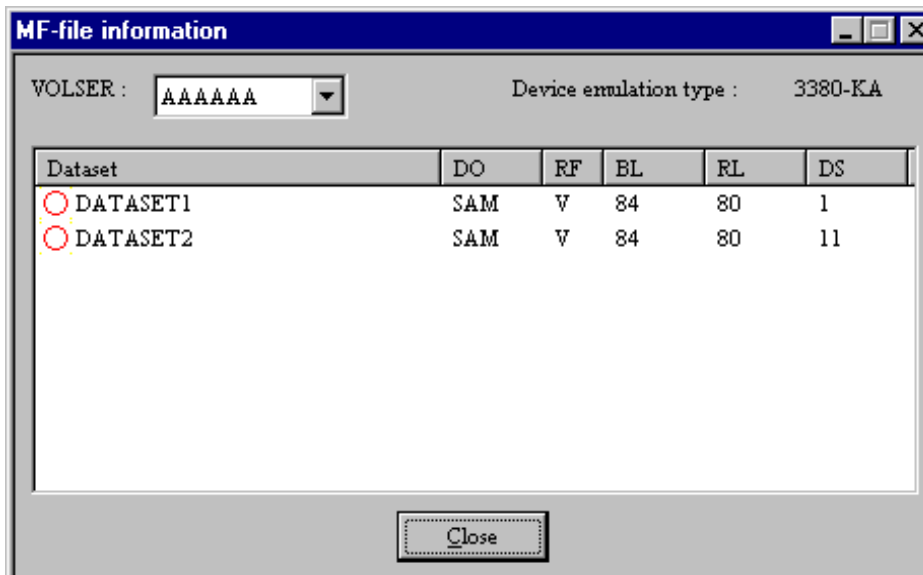 MF-file information
VOLSER : AAAAAA Device emulation type : 3380-KA
Dataset DO RF BL RL DS
DATASET1 SAM V 84 80 1
DATASET2 SAM V 84 80 11
Close